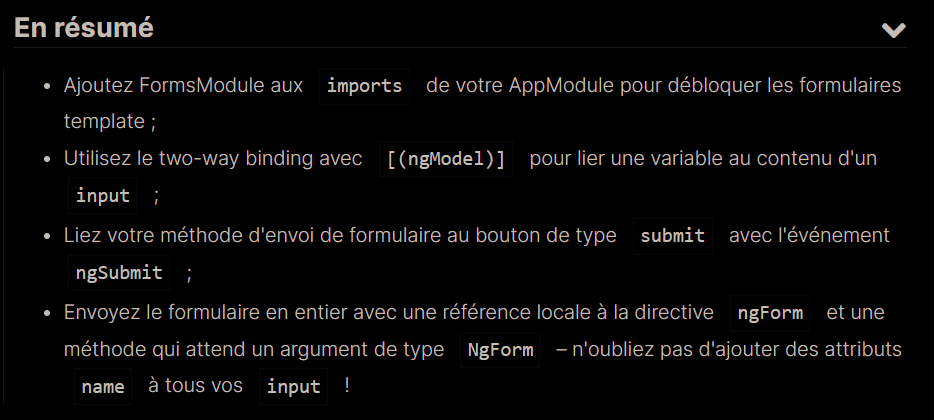 En résumé
• Ajoutez FormsModule aux imports de votre AppModule pour débloquer les formulaires
template ;
• Utilisez le two-way binding avec [(ngModel)] pour lier une variable au contenu d'un
input ;
• Liez votre méthode d'envoi de formulaire au bouton de type submit avec l'événement
ngSubmit ;
• Envoyez le formulaire en entier avec une référence locale à la directive ngForm et une
méthode qui attend un argument de type NgForm – n'oubliez pas d'ajouter des attributs
name à tous vos input !